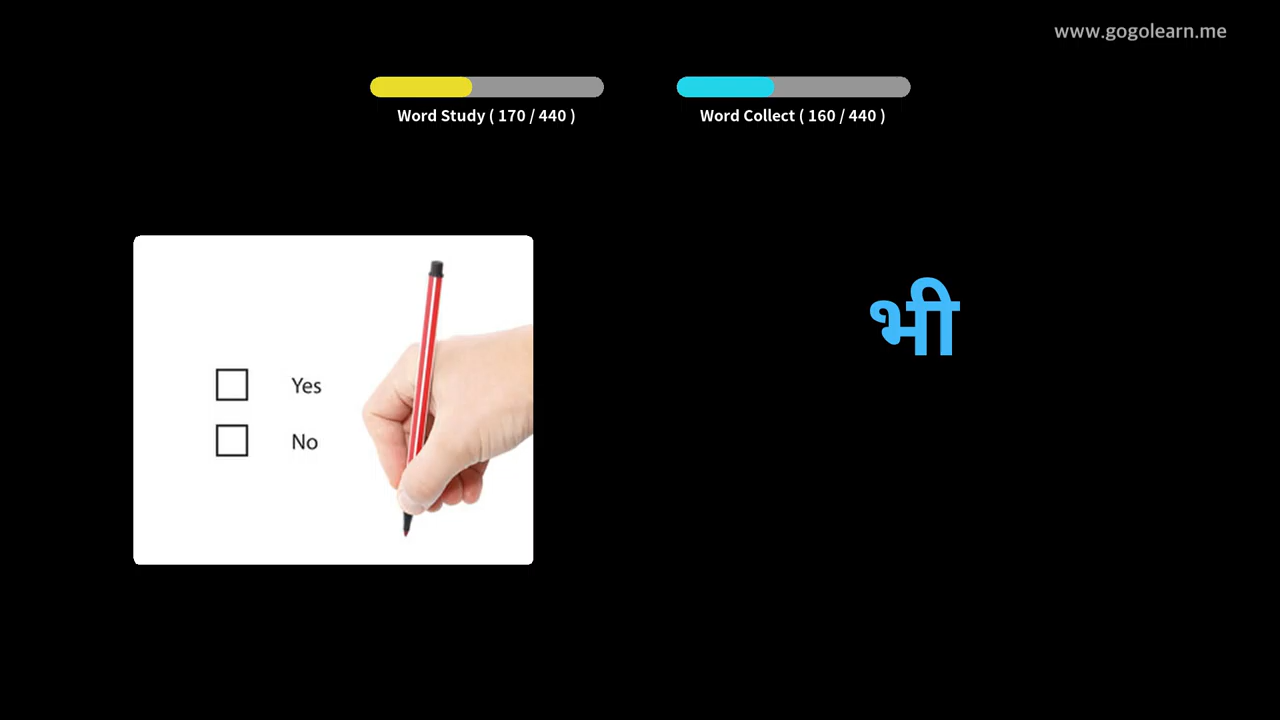 www.gogolearn.me
Word Study ( 170 / 440 )
Word Collect ( 160 / 440 )
Yes
No
भी